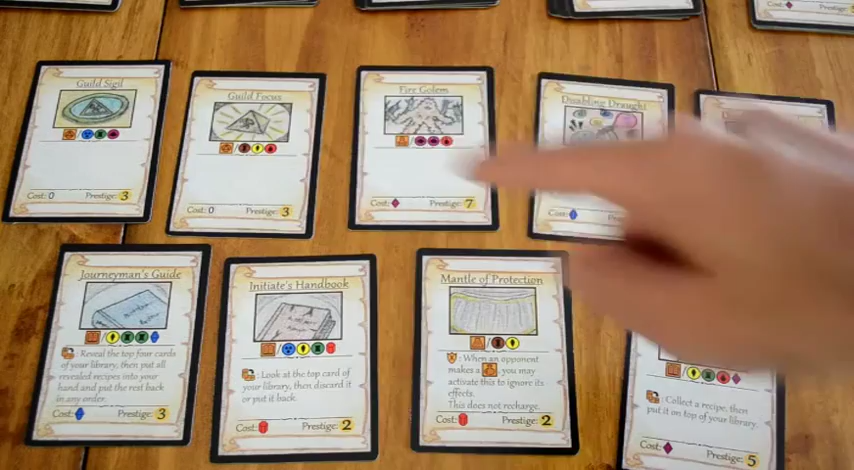 Cost:
Guild Sigil
Cost: 0 Prestige: 3
Guild Focus
Cost: 0 Prestige: 3
Fire Golem
Cost: Prestige: 7
Disabling Draught
Cost:
Journeyman's Guide
: Reveal the top four cards
of your library, then put all
revealed recipes into your
hand and put the rest back
in any order.
Cost: Prestige: 3
Initiate's Handbook
: Look at the top card of
your library, then discard it
or put it back.
Cost: Prestige: 2
Mantle of Protection
: When an opponent
makes a , you may
activate this to ignore its
effects.
This does not recharge.
Cost: Prestige: 2
: Collect a recipe, then
put it on top of your library.
Cost: Prestige: 5